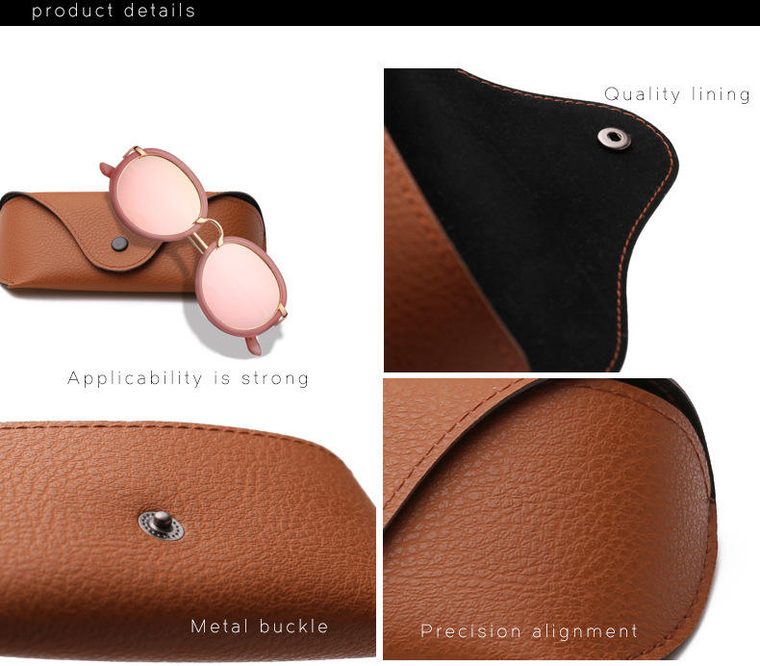 product details
Quality lining
Applicability is strong
Metal buckle
Precision alignment